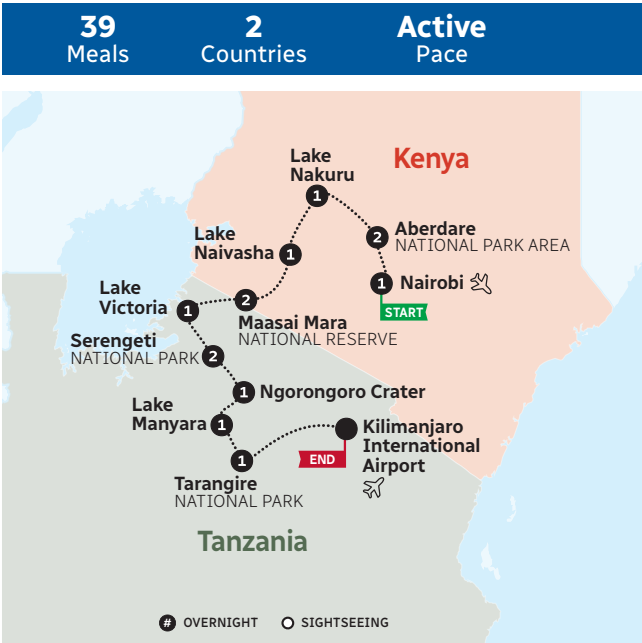 39
Meals
2
Countries
Active
Pace
Kenya
Lake
Nakuru
1
2
Aberdare
NATIONAL PARK AREA
Lake
Naivasha
1
1
Nairobi
START
Lake
Victoria
1
2
Maasai Mara
NATIONAL RESERVE
Serengeti
NATIONAL PARK
2
1
Ngorongoro Crater
Lake
Manyara
1
Kilimanjaro
International
Airport
END
1
Tarangire
NATIONAL PARK
Tanzania
# OVERNIGHT
SIGHTSEEING